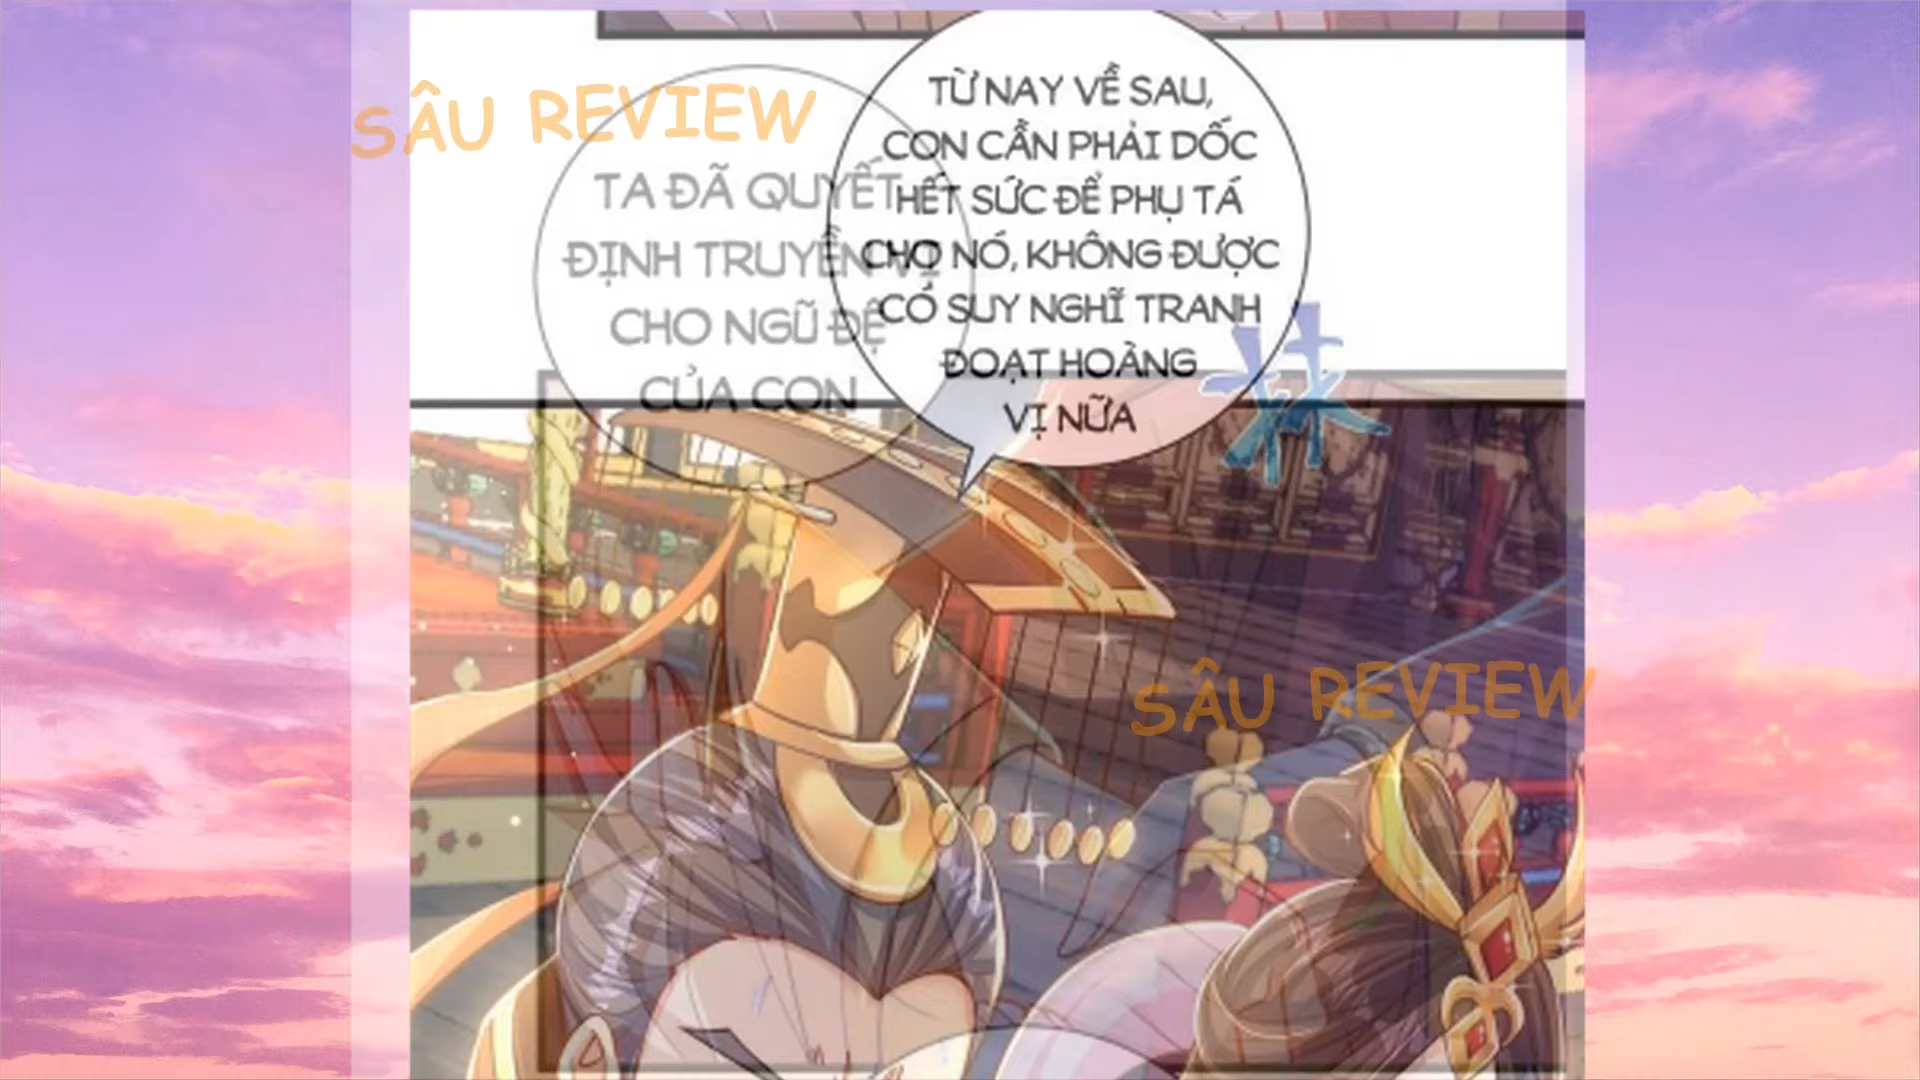 SÂU REVIEW
TA ĐÃ QUYẾT
ĐỊNH TRUYỀN VỊ
CHO NGŨ ĐỆ
CỦA CON
TỪ NAY VỀ SAU,
CON CẦN PHẢI DỐC
HẾT SỨC ĐỂ PHỤ TÁ
CHO NÓ, KHÔNG ĐƯỢC
CÓ SUY NGHĨ TRANH
ĐOẠT HOÀNG
VỊ NỮA
SÂU REVIEW